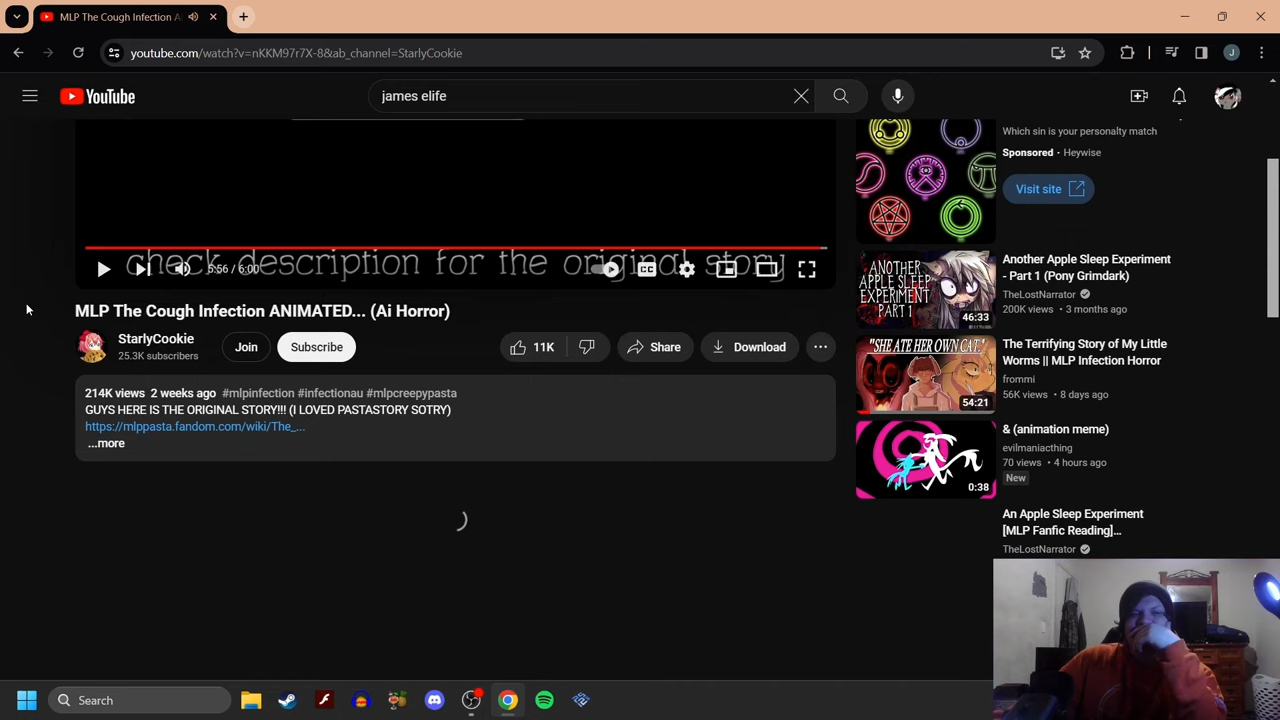 MLP The Cough Infection A
youtube.com/watch?v=nKKM97r7X-8&ab_channel=StarlyCookie
J
YouTube
james elife
check description for the original story
5:56 / 6:00
CC
MLP The Cough Infection ANIMATED... (Ai Horror)
StarlyCookie
25.3K subscribers
Join
Subscribe
11K
Share
Download
214K views 2 weeks ago #mlpinfection #infectionau #mlpcreepypasta
GUYS HERE IS THE ORIGINAL STORY!!! (I LOVED PASTASTORY SOTRY)
https://mlppasta.fandom.com/wiki/The_...
...more
Which sin is your personalty match
Sponsored • Heywise
Visit site
ANOTHER
APPLE SLEEP
EXPERIMENT
PART 1
46:33
Another Apple Sleep Experiment
- Part 1 (Pony Grimdark)
TheLostNarrator
200K views • 3 months ago
"SHE ATE HER OWN CAT."
54:21
The Terrifying Story of My Little
Worms || MLP Infection Horror
frommi
56K views • 8 days ago
0:38
& (animation meme)
evilmaniacthing
70 views • 4 hours ago
New
An Apple Sleep Experiment
[MLP Fanfic Reading]...
TheLostNarrator
Search